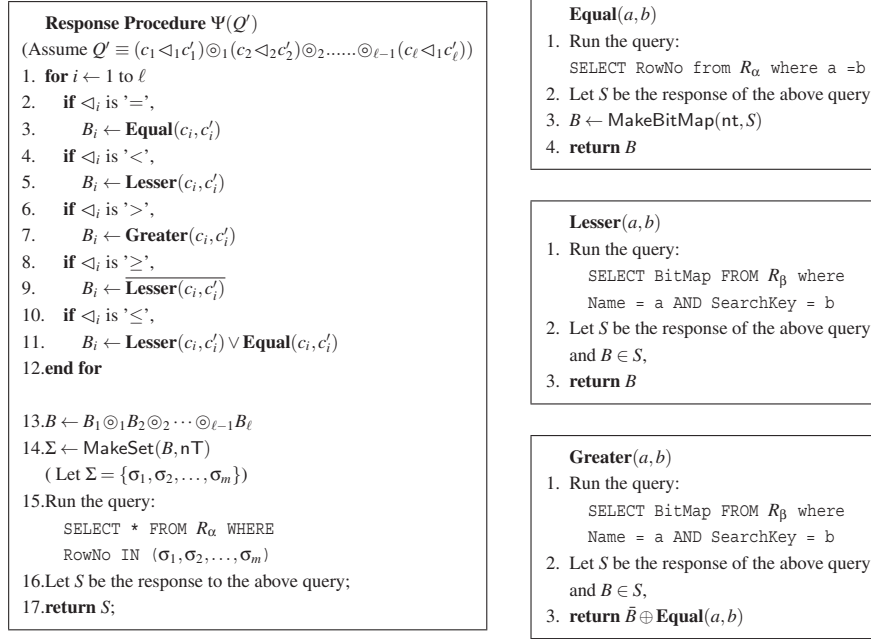 Response Procedure Ψ(Q′)
(Assume Q′ ≡ (c₁ ◁₁ c′₁)⊚₁(c₂ ◁₂ c′₂)⊚₂......⊚ℓ₋₁(cℓ ◁₁ c′ℓ))
1. for i ← 1 to ℓ
2. if ◁ᵢ is ’=’,
3. Bᵢ ← Equal(cᵢ,c′ᵢ)
4. if ◁ᵢ is ’<’,
5. Bᵢ ← Lesser(cᵢ,c′ᵢ)
6. if ◁ᵢ is ’>’,
7. Bᵢ ← Greater(cᵢ,c′ᵢ)
8. if ◁ᵢ is ’≥’,
9. Bᵢ ← \overline{Lesser(cᵢ,c′ᵢ)}
10. if ◁ᵢ is ’≤’,
11. Bᵢ ← Lesser(cᵢ,c′ᵢ) ∨ Equal(cᵢ,c′ᵢ)
12.end for
13.B ← B₁ ⊚₁ B₂ ⊚₂ ··· ⊚ℓ₋₁ Bℓ
14.Σ ← MakeSet(B,nT)
( Let Σ = {σ₁,σ₂,...,σₘ})
15.Run the query:
SELECT * FROM Rα WHERE
RowNo IN (σ₁,σ₂,...,σₘ)
16.Let S be the response to the above query;
17.return S;
Equal(a,b)
1. Run the query:
SELECT RowNo from Rα where a =b
2. Let S be the response of the above query
3. B ← MakeBitMap(nt,S)
4. return B
Lesser(a,b)
1. Run the query:
SELECT BitMap FROM Rβ where
Name = a AND SearchKey = b
2. Let S be the response of the above query
and B ∈ S,
3. return B
Greater(a,b)
1. Run the query:
SELECT BitMap FROM Rβ where
Name = a AND SearchKey = b
2. Let S be the response of the above query
and B ∈ S,
3. return B̄ ⊕ Equal(a,b)